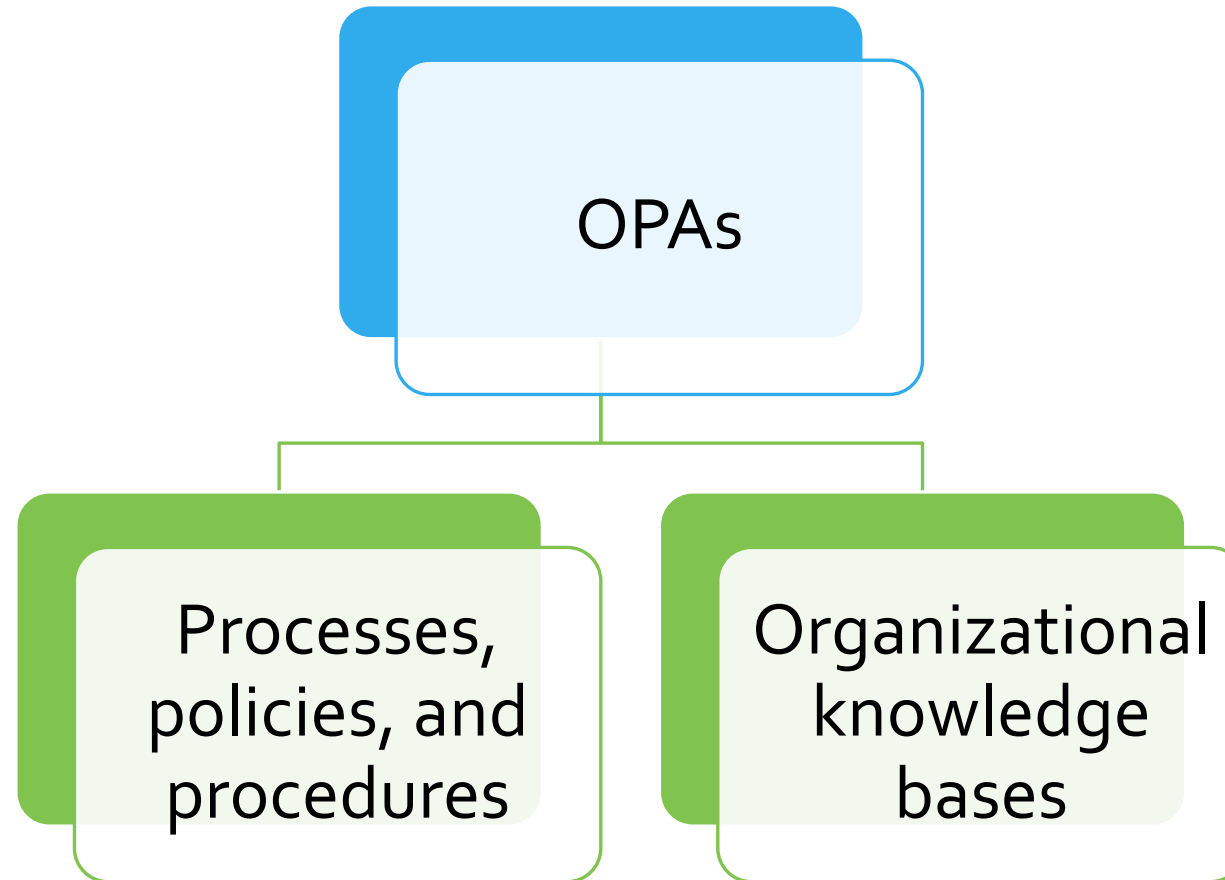 OPAs
Processes,
policies, and
procedures
Organizational
knowledge
bases